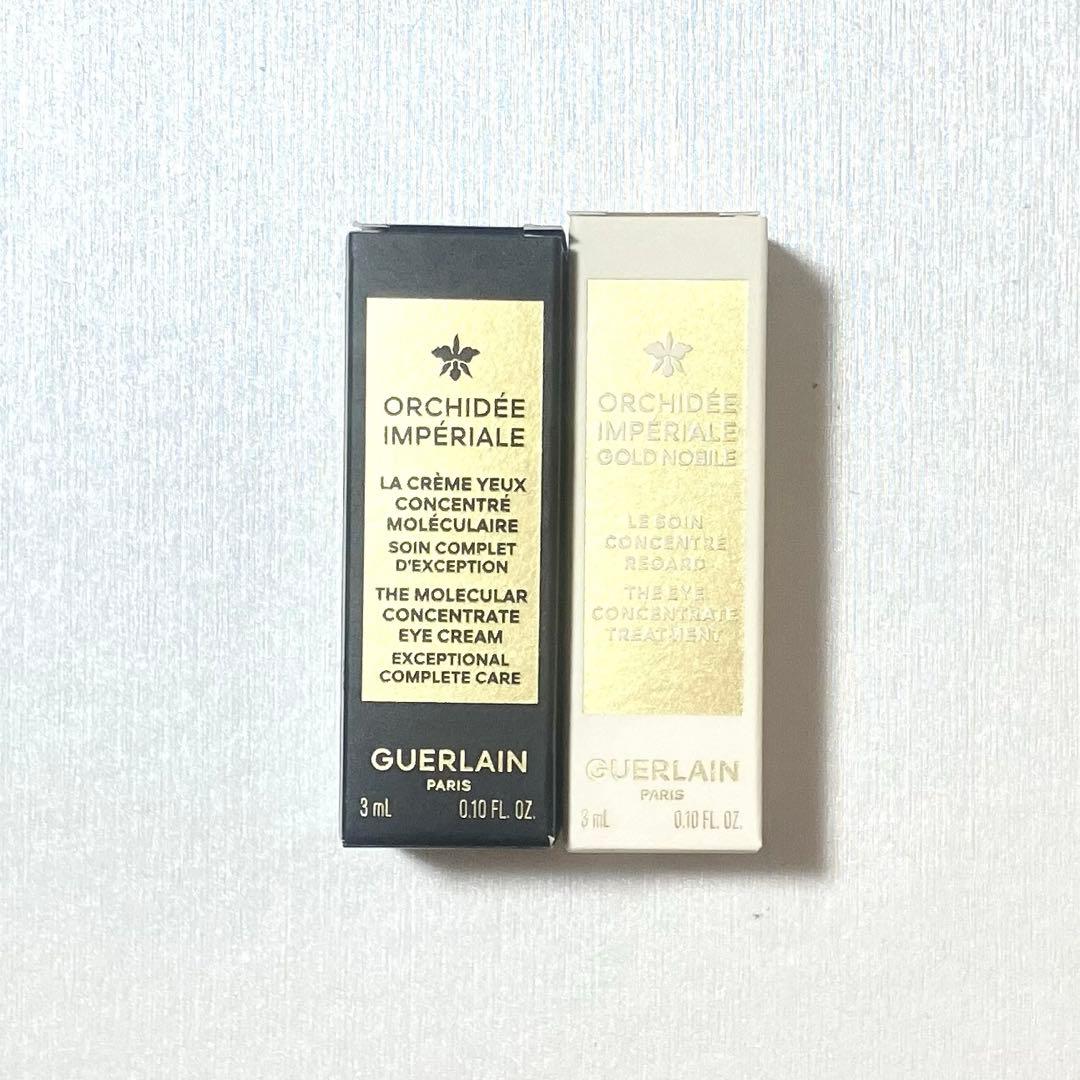 ORCHIDÉE
IMPÉRIALE
LA CRÈME YEUX
CONCENTRÉ
MOLÉCULAIRE
SOIN COMPLET
D'EXCEPTION
THE MOLECULAR
CONCENTRATE
EYE CREAM
EXCEPTIONAL
COMPLETE CARE
GUERLAIN
PARIS
3 mL 0.10 FL. OZ.
ORCHIDÉE
IMPÉRIALE
GOLD NOBILE
LE SOIN
CONCENTRÉ
REGARD
THE EYE
CONCENTRATE
TREATMENT
GUERLAIN
PARIS
3 mL 0.10 FL. OZ.